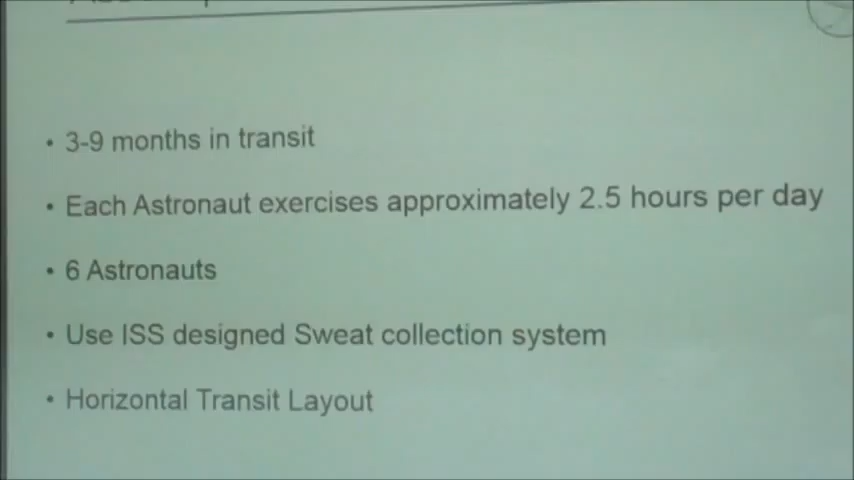 • 3-9 months in transit
• Each Astronaut exercises approximately 2.5 hours per day
• 6 Astronauts
• Use ISS designed Sweat collection system
• Horizontal Transit Layout